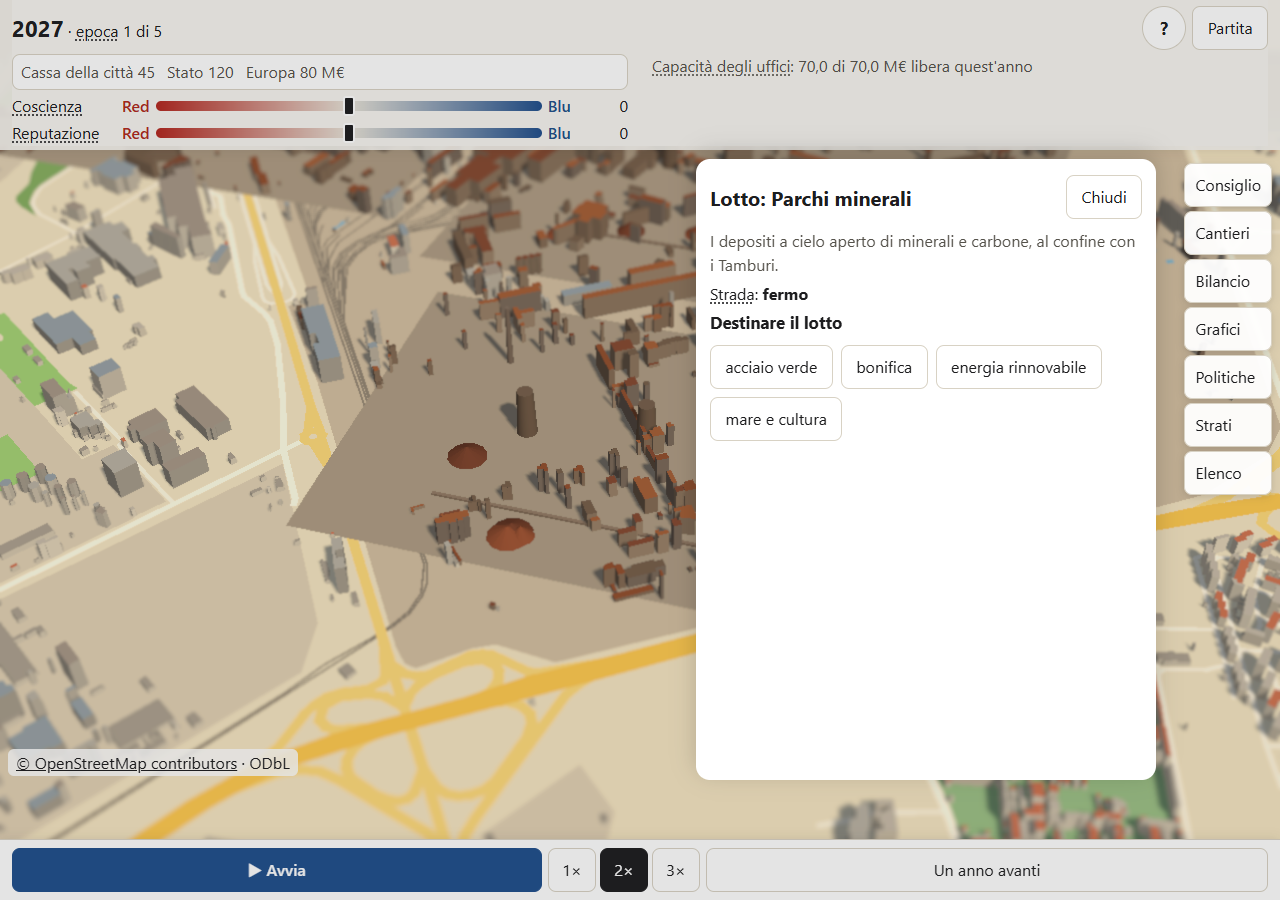 2027 · epoca 1 di 5
?
Partita
Cassa della città 45 Stato 120 Europa 80 M€
Capacità degli uffici: 70,0 di 70,0 M€ libera quest'anno
Coscienza Red Blu 0
Reputazione Red Blu 0
Lotto: Parchi minerali
Chiudi
I depositi a cielo aperto di minerali e carbone, al confine con
i Tamburi.
Strada: fermo
Destinare il lotto
acciaio verde
bonifica
energia rinnovabile
mare e cultura
Consiglio
Cantieri
Bilancio
Grafici
Politiche
Strati
Elenco
© OpenStreetMap contributors · ODbL
▶ Avvia
1×
2×
3×
Un anno avanti